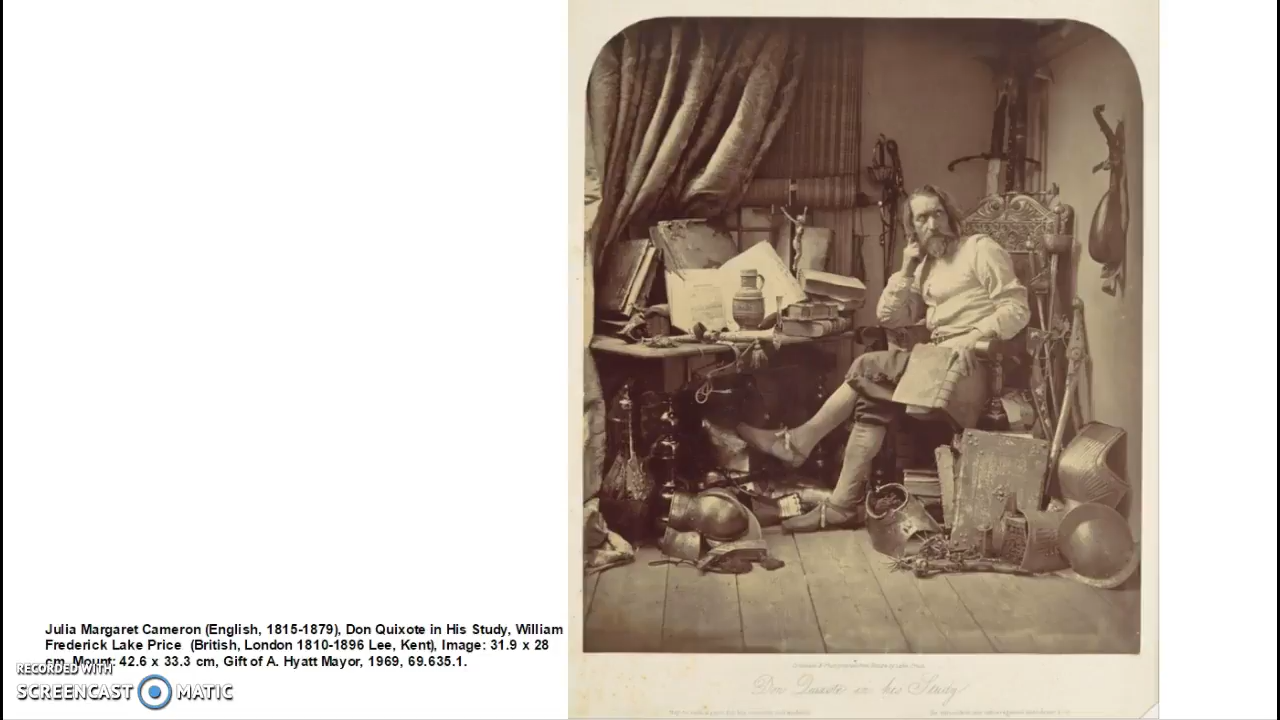 Julia Margaret Cameron (English, 1815-1879), Don Quixote in His Study, William
Frederick Lake Price (British, London 1810-1896 Lee, Kent), Image: 31.9 x 28
cm, Mount: 42.6 x 33.3 cm, Gift of A. Hyatt Mayor, 1969, 69.635.1.
RECORDED WITH
SCREENCAST MATIC
Don Quixote in his Study